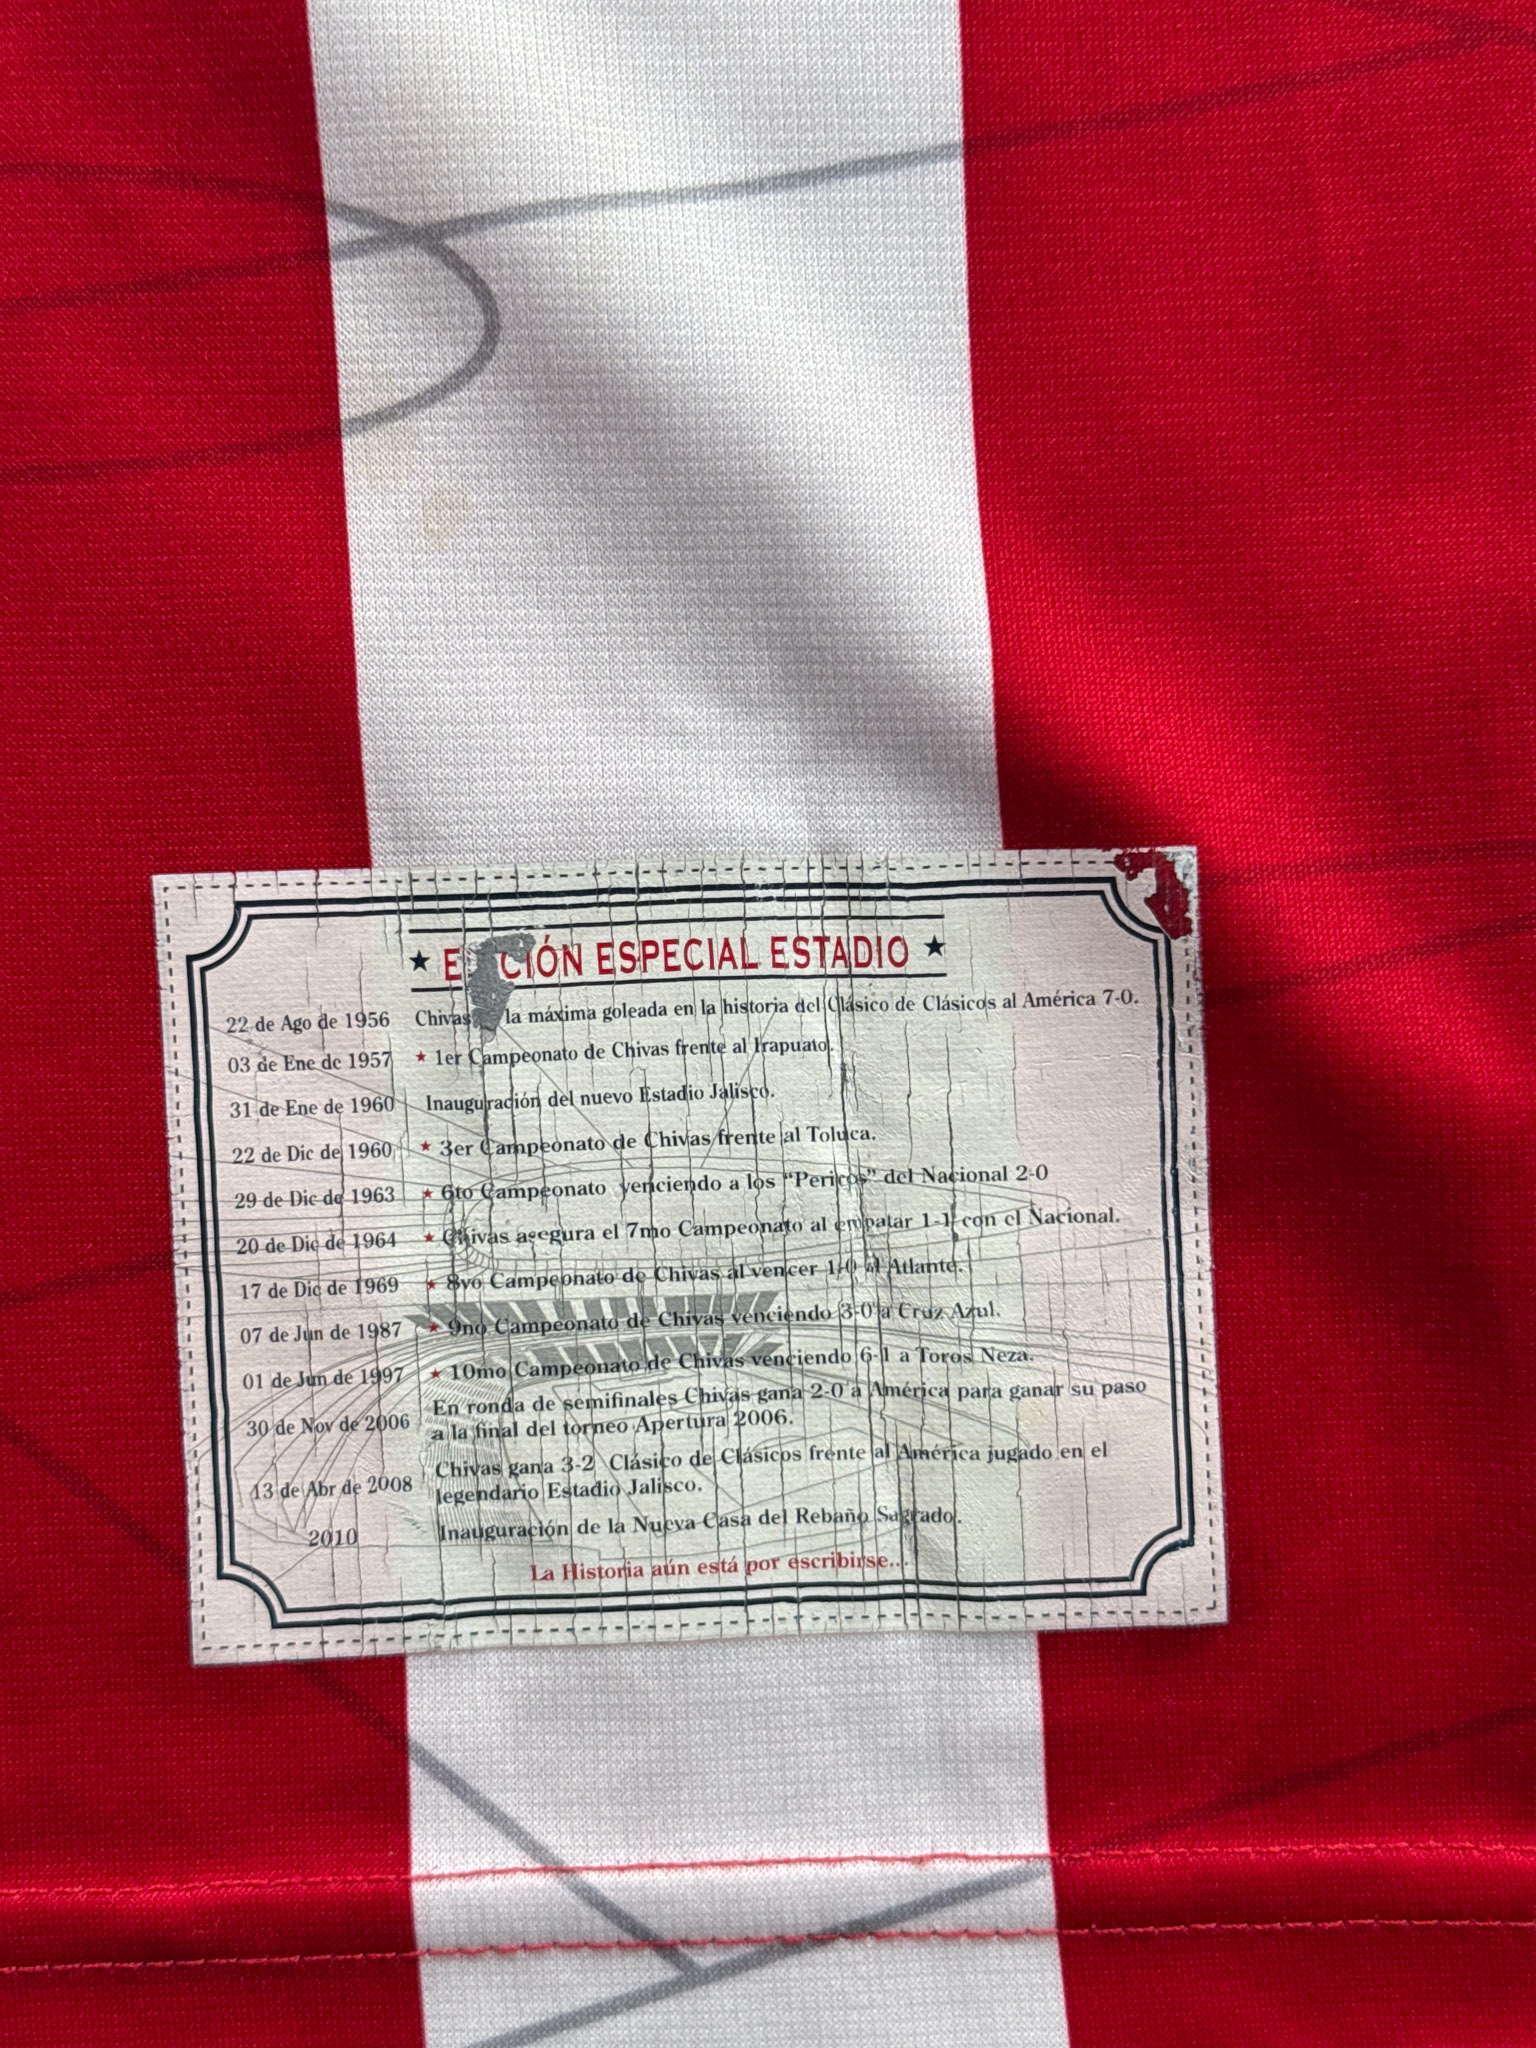 ★ E CIÓN ESPECIAL ESTADIO ★
22 de Ago de 1956 Chivas la máxima goleada en la historia del Clásico de Clásicos al América 7-0.
03 de Ene de 1957 ★ 1er Campeonato de Chivas frente al Irapuato.
31 de Ene de 1960 Inauguración del nuevo Estadio Jalisco.
22 de Dic de 1960 ★ 3er Campeonato de Chivas frente al Toluca.
29 de Dic de 1963 ★ 6to Campeonato venciendo a los "Pericos" del Nacional 2-0
20 de Dic de 1964 ★ Chivas asegura el 7mo Campeonato al empatar 1-1 con el Nacional.
17 de Dic de 1969 ★ 8vo Campeonato de Chivas al vencer 1-0 al Atlante.
07 de Jun de 1987 ★ 9no Campeonato de Chivas venciendo 3-0 a Cruz Azul.
01 de Jun de 1997 ★ 10mo Campeonato de Chivas venciendo 6-1 a Toros Neza.
30 de Nov de 2006 En ronda de semifinales Chivas gana 2-0 a América para ganar su paso
a la final del torneo Apertura 2006.
13 de Abr de 2008 Chivas gana 3-2 Clásico de Clásicos frente al América jugado en el
legendario Estadio Jalisco.
2010 Inauguración de la Nueva Casa del Rebaño Sagrado.
La Historia aún está por escribirse...